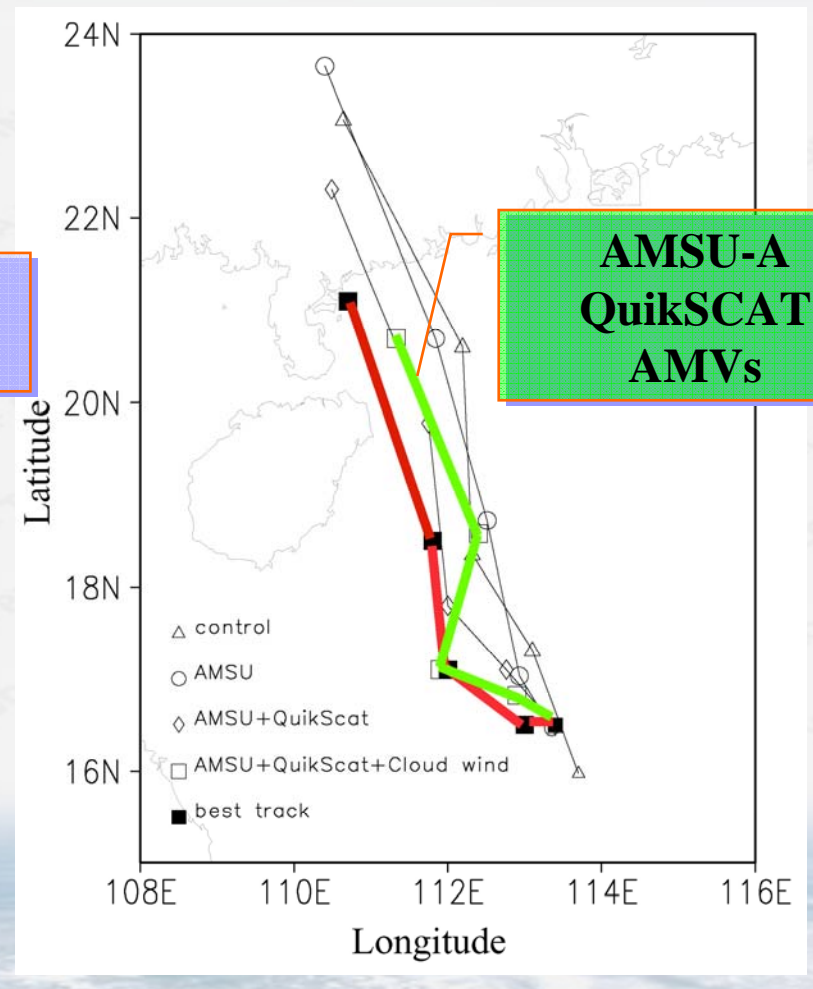 24N
22N
20N
18N
16N
Latitude
AMSU-A
QuikSCAT
AMVs
control
AMSU
AMSU+QuikScat
AMSU+QuikScat+Cloud wind
best track
108E 110E 112E 114E 116E
Longitude